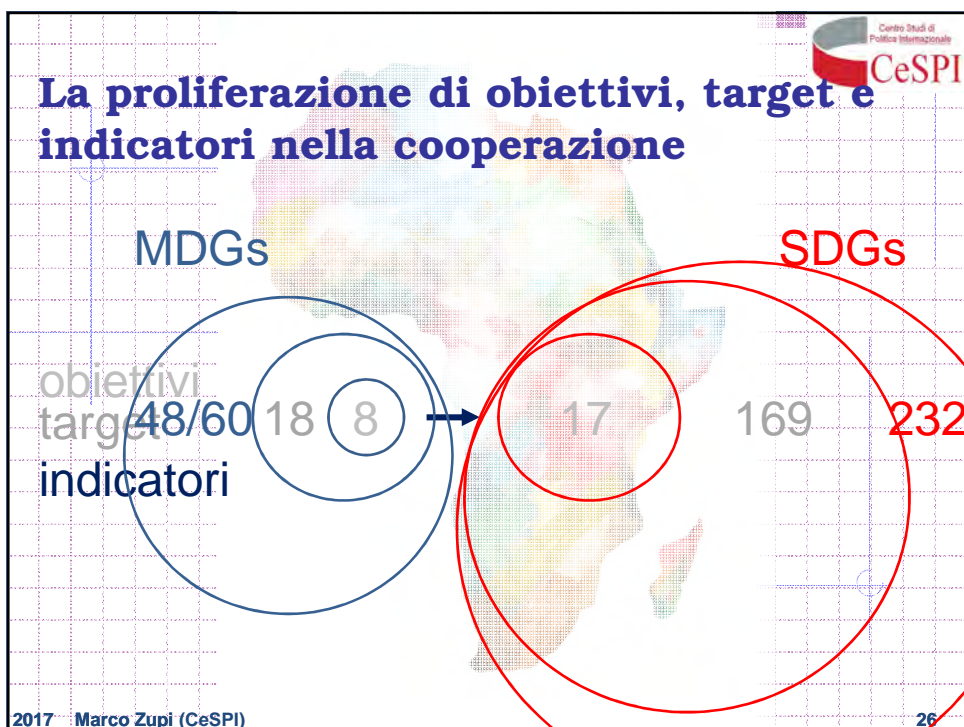 Centro Studi di
Politica Internazionale
CeSPI
La proliferazione di obiettivi, target e
indicatori nella cooperazione
MDGs
SDGs
obiettivi
target
indicatori
48/60
18
8
17
169
232
2017 Marco Zupi (CeSPI)
26